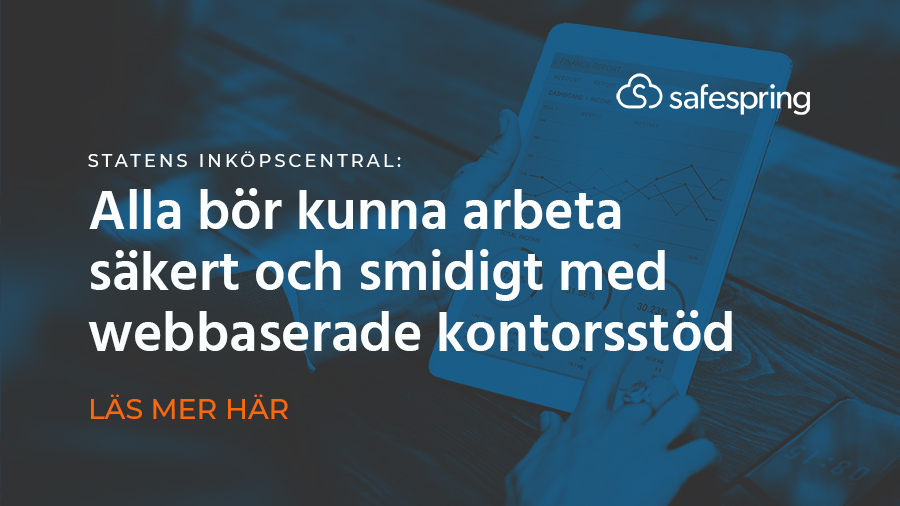 safespring
STATENS INKÖPSCENTRAL:
Alla bör kunna arbeta
säkert och smidigt med
webbaserade kontorsstöd
LÄS MER HÄR